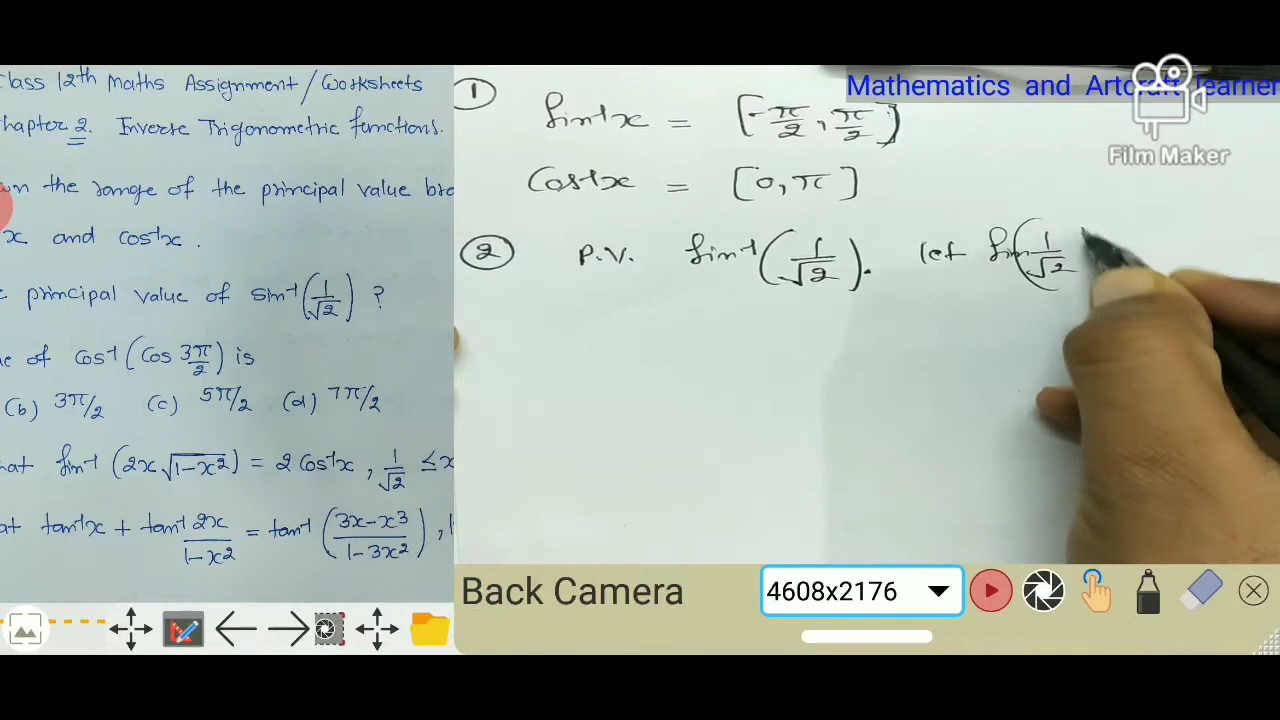 Class 12th Maths Assignment/Worksheets
Chapter 2. Inverse Trigonometric functions.
the range of the principal value
x and cos⁻¹x.
principal value of sin⁻¹(1/√2) ?
of cos⁻¹(cos 3π/2) is
(b) 3π/2 (c) 5π/2 (d) 7π/2
sin⁻¹(2x√1-x²) = 2cos⁻¹x, 1/√2 ≤ x
tan⁻¹x + tan⁻¹ 2x/1-x² = tan⁻¹(3x-x³/1-3x²),
Mathematics and Artcraft learner
Film Maker
① sin⁻¹x = [-π/2, π/2]
cos⁻¹x = [0, π]
② P.V. sin⁻¹(1/√2). let sin(1/√2
Back Camera
4608x2176